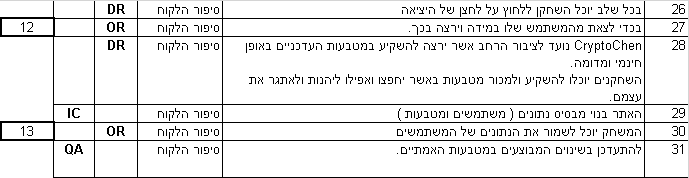 26 בכל שלב יוכל השחקן ללחוץ על לחצן של היציאה סיפור הלקוח DR
27 בכדי לצאת מהמשתמש שלו במידה וירצה בכך. סיפור הלקוח OR 12
28 CryptoChen נועד לציבור הרחב אשר ירצה להשקיע במטבעות העדכניים באופן סיפור הלקוח DR
חינמי ומדומה.
השחקנים יוכלו להשקיע ולמכור מטבעות באשר יחפצו ואפילו ליהנות ולאתגר את
עצמם.
29 האתר בנוי מבסיס נתונים ( משתמשים ומטבעות ) סיפור הלקוח IC
30 המשחק יוכל לשמור את הנתונים של המשתמשים סיפור הלקוח OR 13
31 להתעדכן בשינוים המבוצעים במטבעות האמתיים. סיפור הלקוח QA